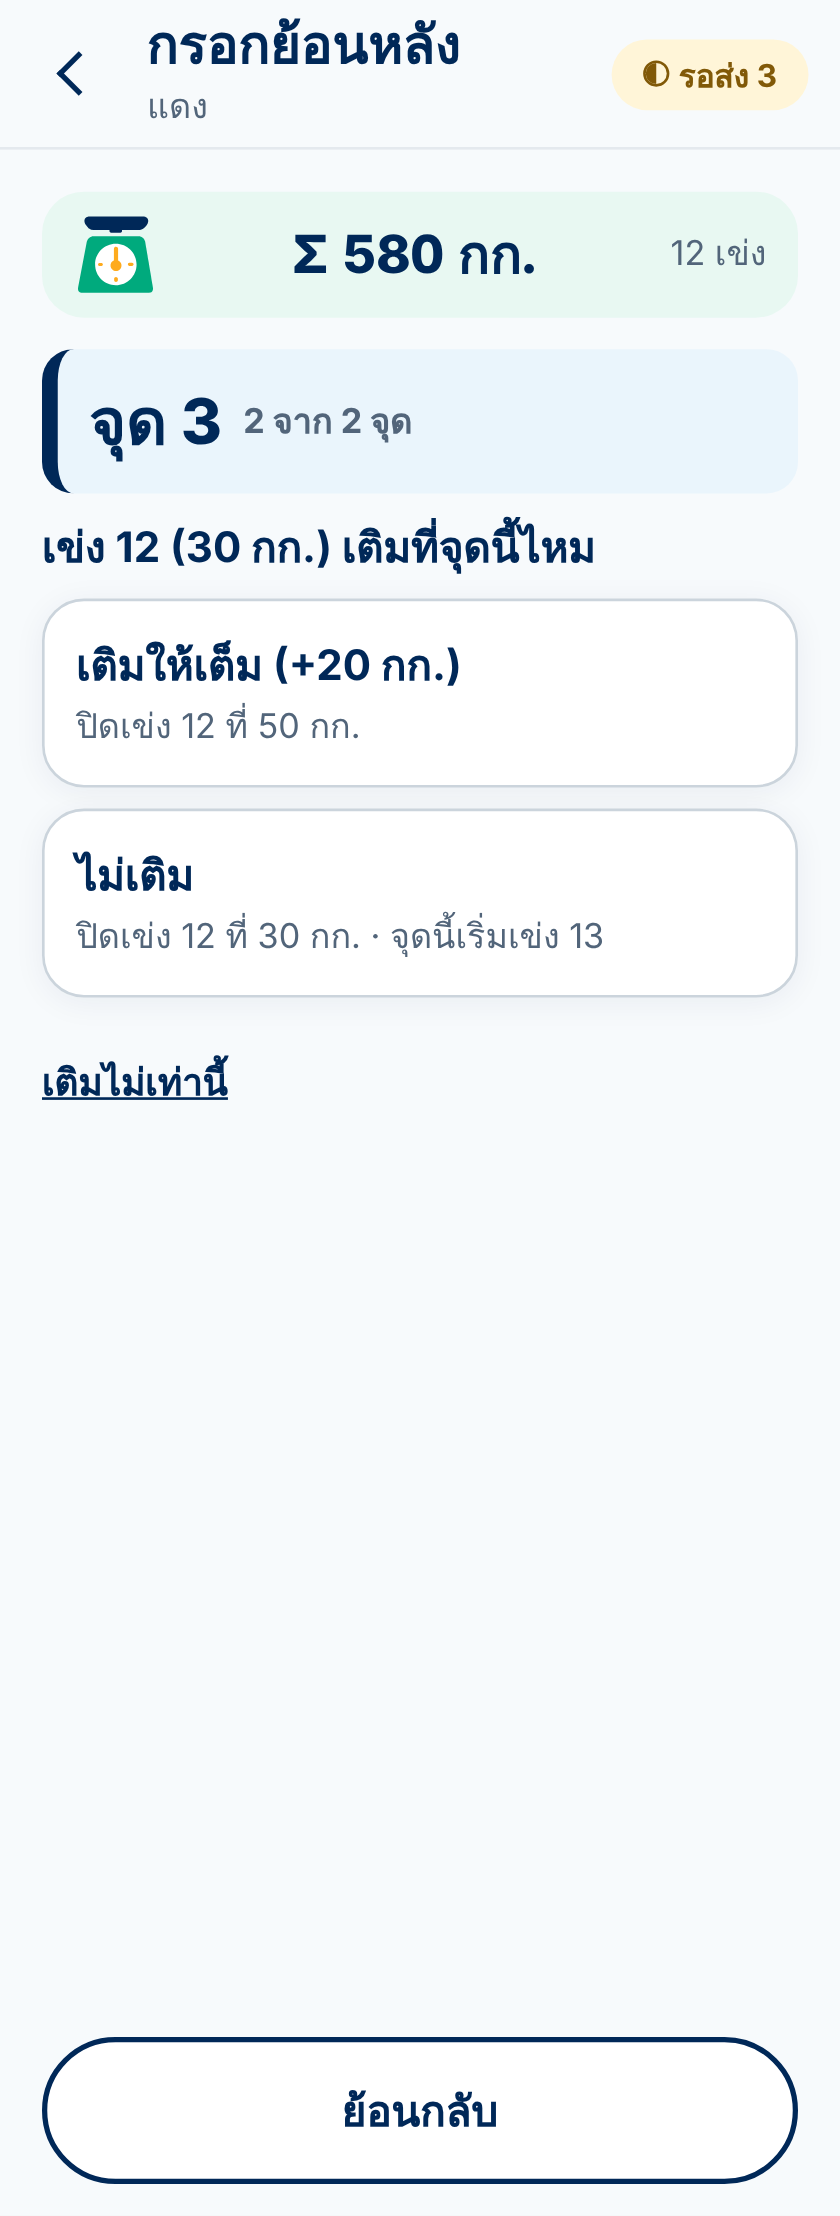 กรอกย้อนหลัง
แดง
รอส่ง 3
Σ 580 กก.
12 เข่ง
จุด 3 2 จาก 2 จุด
เข่ง 12 (30 กก.) เติมที่จุดนี้ไหม
เติมให้เต็ม (+20 กก.)
ปิดเข่ง 12 ที่ 50 กก.
ไม่เติม
ปิดเข่ง 12 ที่ 30 กก. · จุดนี้เริ่มเข่ง 13
เติมไม่เท่านี้
ย้อนกลับ